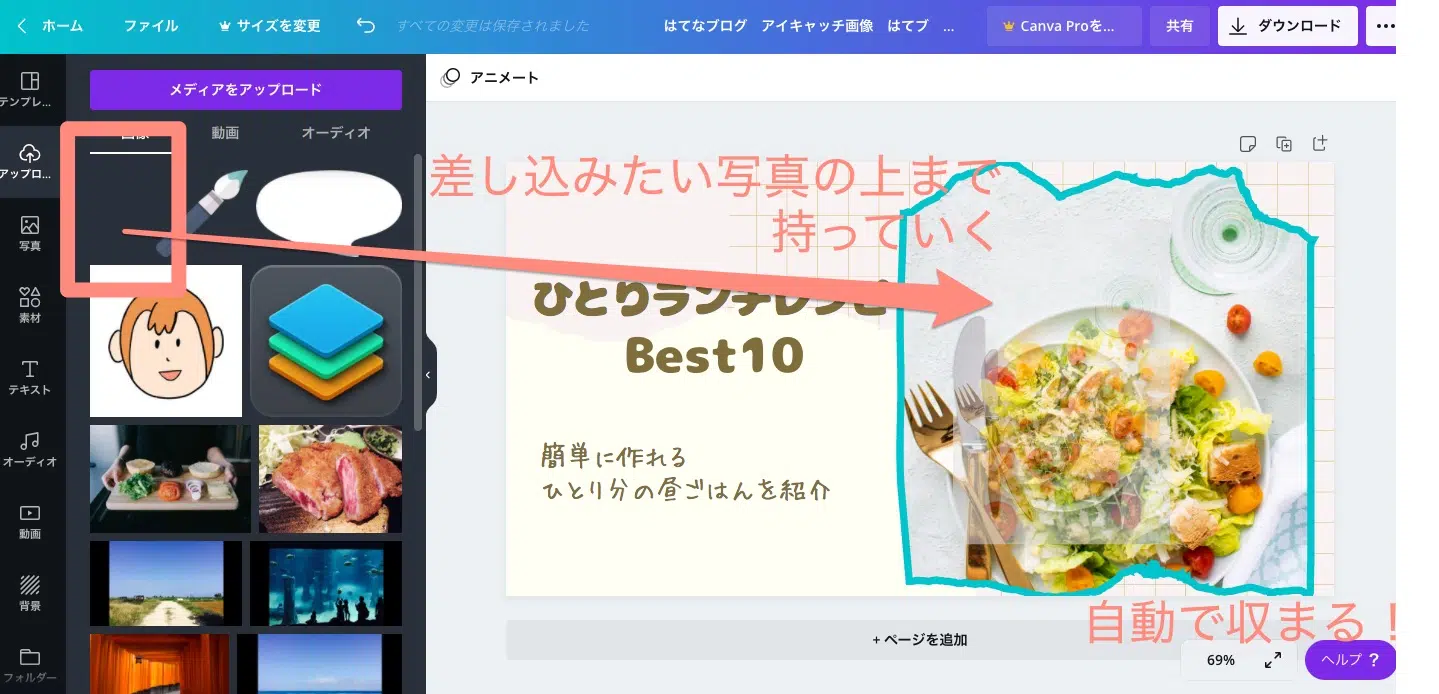 ホーム
ファイル
サイズを変更
すべての変更は保存されました
はてなブログ アイキャッチ画像 はてブ ...
Canva Proを...
共有
ダウンロード
テンプレ...
アップロ...
写真
素材
テキスト
オーディオ
動画
背景
フォルダー
メディアをアップロード
画像
動画
オーディオ
アニメート
差し込みたい写真の上まで
持っていく
ひとりランチレシピ
Best10
簡単に作れる
ひとり分の昼ごはんを紹介
自動で収まる!
+ ページを追加
69%
ヘルプ ?